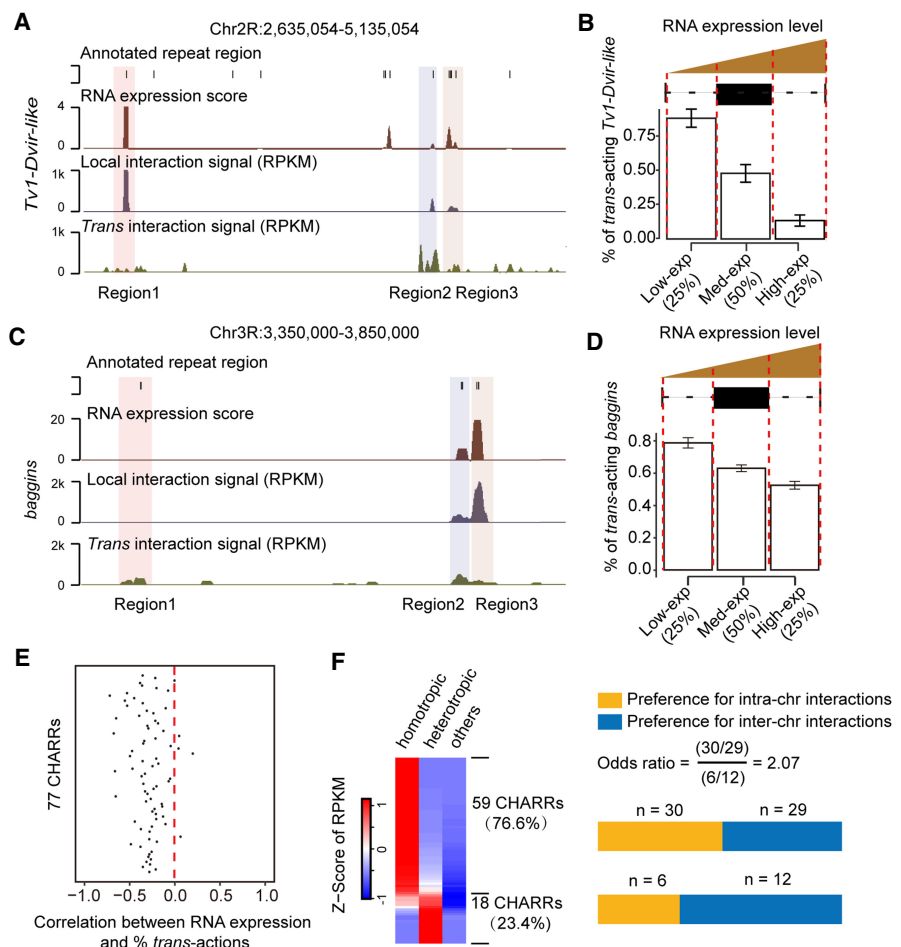 A
Chr2R:2,635,054-5,135,054
Annotated repeat region
RNA expression score
4
0
Local interaction signal (RPKM)
1k
0
Trans interaction signal (RPKM)
1k
0
Tv1-Dvir-like
Region1
Region2 Region3
B
RNA expression level
% of trans-acting Tv1-Dvir-like
0.75
0.50
0.25
0.00
Low-exp (25%)
Med-exp (50%)
High-exp (25%)
C
Chr3R:3,350,000-3,850,000
Annotated repeat region
RNA expression score
20
0
Local interaction signal (RPKM)
2k
0
Trans interaction signal (RPKM)
2k
0
baggins
Region1
Region2 Region3
D
RNA expression level
% of trans-acting baggins
0.8
0.6
0.4
0.2
0.0
Low-exp (25%)
Med-exp (50%)
High-exp (25%)
E
77 CHARRs
−1.0 −0.5 0.0 0.5 1.0
Correlation between RNA expression
and % trans-actions
F
homotropic
heterotropic
others
Z-Score of RPKM
1
0
-1
59 CHARRs
(76.6%)
18 CHARRs
(23.4%)
Preference for intra-chr interactions
Preference for inter-chr interactions
Odds ratio = (30/29) / (6/12) = 2.07
n = 30 n = 29
n = 6 n = 12